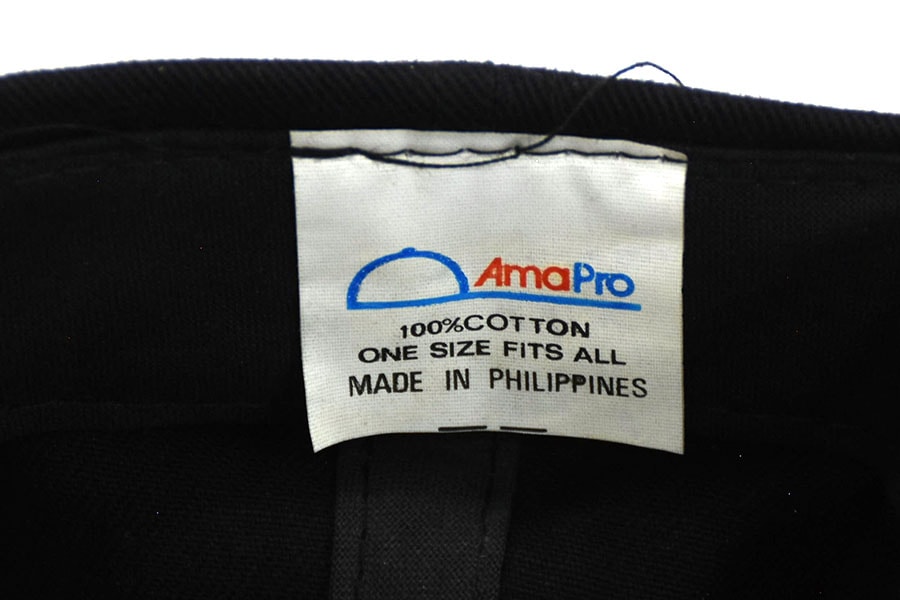 AmaPro
100%COTTON
ONE SIZE FITS ALL
MADE IN PHILIPPINES